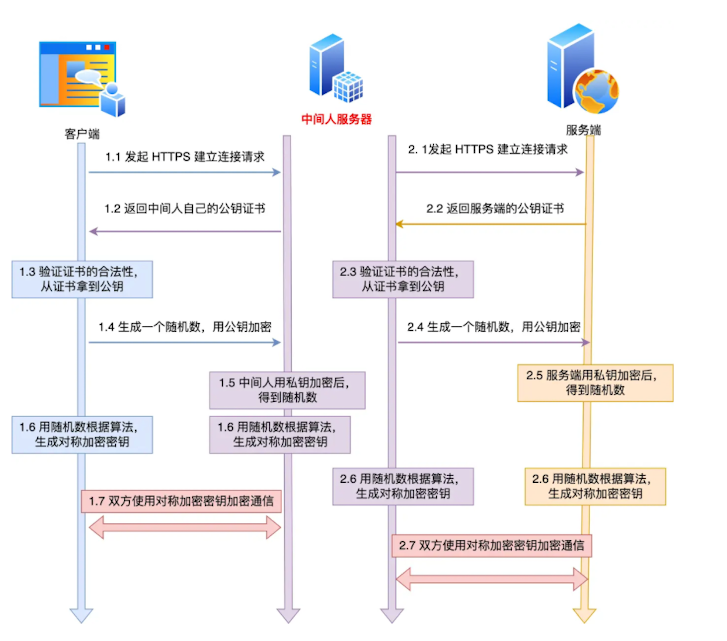 客户端
中间人服务器
服务端
1.1 发起 HTTPS 建立连接请求
2. 1发起 HTTPS 建立连接请求
1.2 返回中间人自己的公钥证书
2.2 返回服务端的公钥证书
1.3 验证证书的合法性，
从证书拿到公钥
2.3 验证证书的合法性，
从证书拿到公钥
1.4 生成一个随机数，用公钥加密
2.4 生成一个随机数，用公钥加密
1.5 中间人用私钥加密后，
得到随机数
2.5 服务端用私钥加密后，
得到随机数
1.6 用随机数根据算法，
生成对称加密密钥
1.6 用随机数根据算法，
生成对称加密密钥
2.6 用随机数根据算法，
生成对称加密密钥
2.6 用随机数根据算法，
生成对称加密密钥
1.7 双方使用对称加密密钥加密通信
2.7 双方使用对称加密密钥加密通信